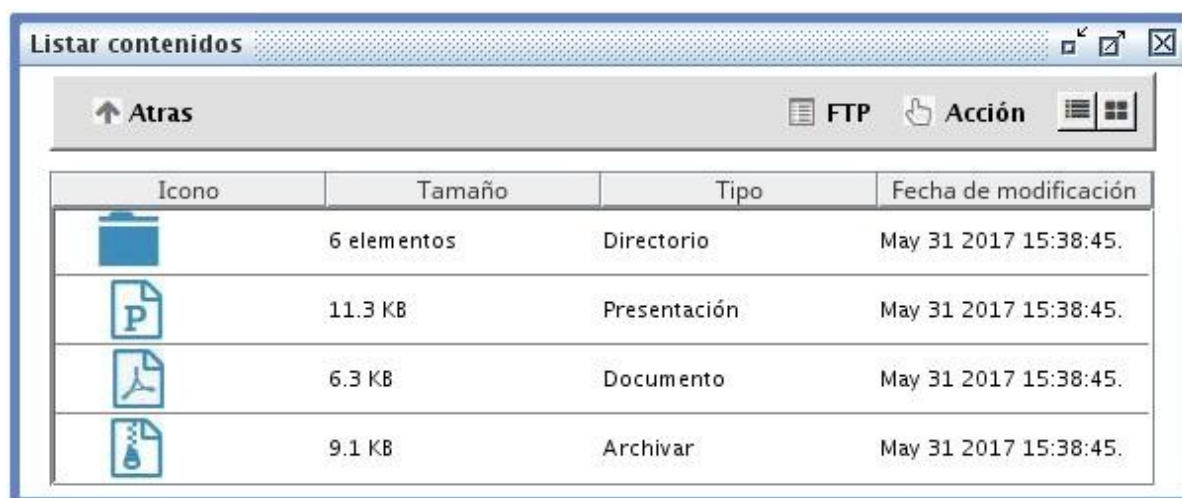 Listar contenidos
Atras FTP Acción
Icono Tamaño Tipo Fecha de modificación
6 elementos Directorio May 31 2017 15:38:45.
P 11.3 KB Presentación May 31 2017 15:38:45.
6.3 KB Documento May 31 2017 15:38:45.
9.1 KB Archivar May 31 2017 15:38:45.